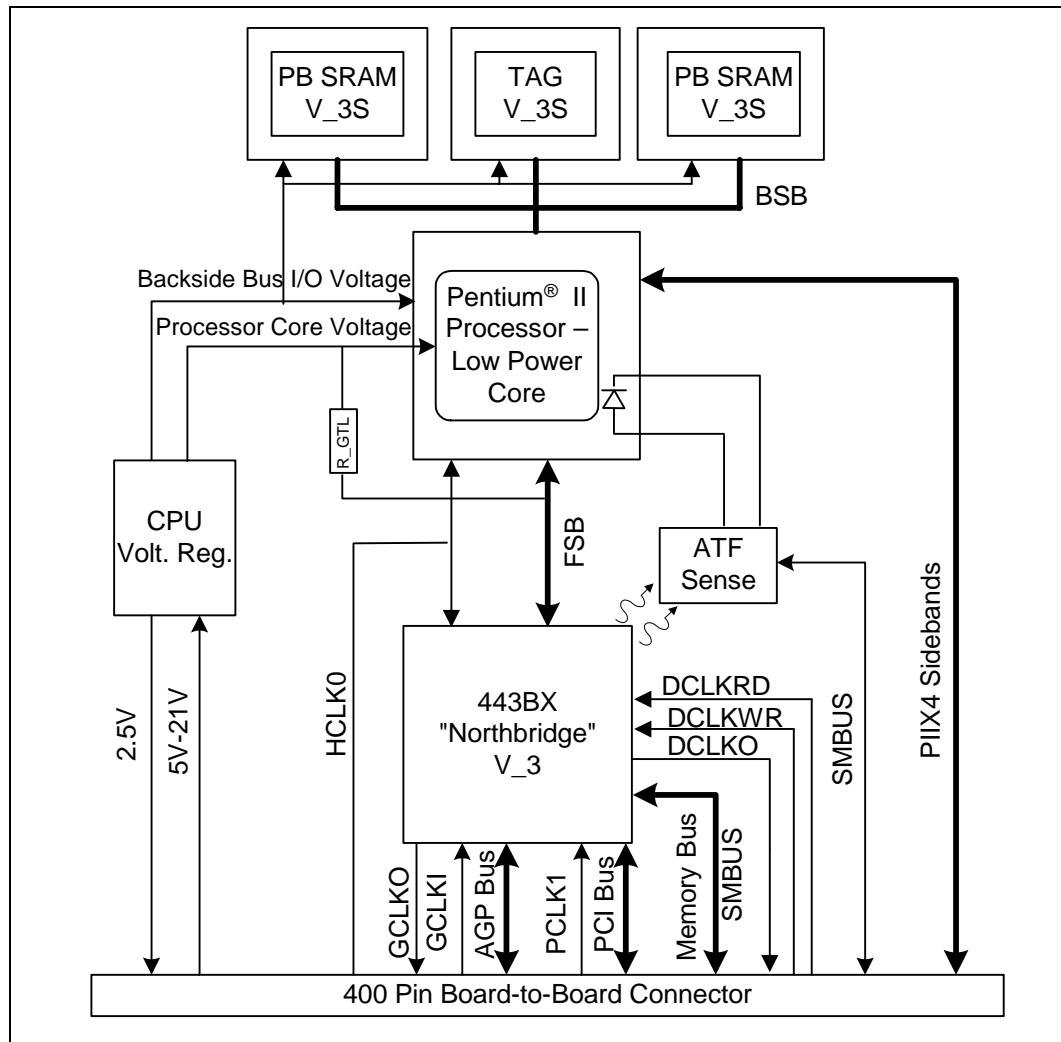 PB SRAM
V_3S
TAG
V_3S
PB SRAM
V_3S
BSB
Backside Bus I/O Voltage
Processor Core Voltage
Pentium® II
Processor –
Low Power
Core
R_GTL
CPU
Volt. Reg.
FSB
ATF
Sense
2.5V
5V-21V
HCLK0
443BX
"Northbridge"
V_3
DCLKRD
DCLKWR
DCLKO
SMBUS
PIIX4 Sidebands
GCLKO
GCLKI
AGP Bus
PCLK1
PCI Bus
Memory Bus
SMBUS
400 Pin Board-to-Board Connector